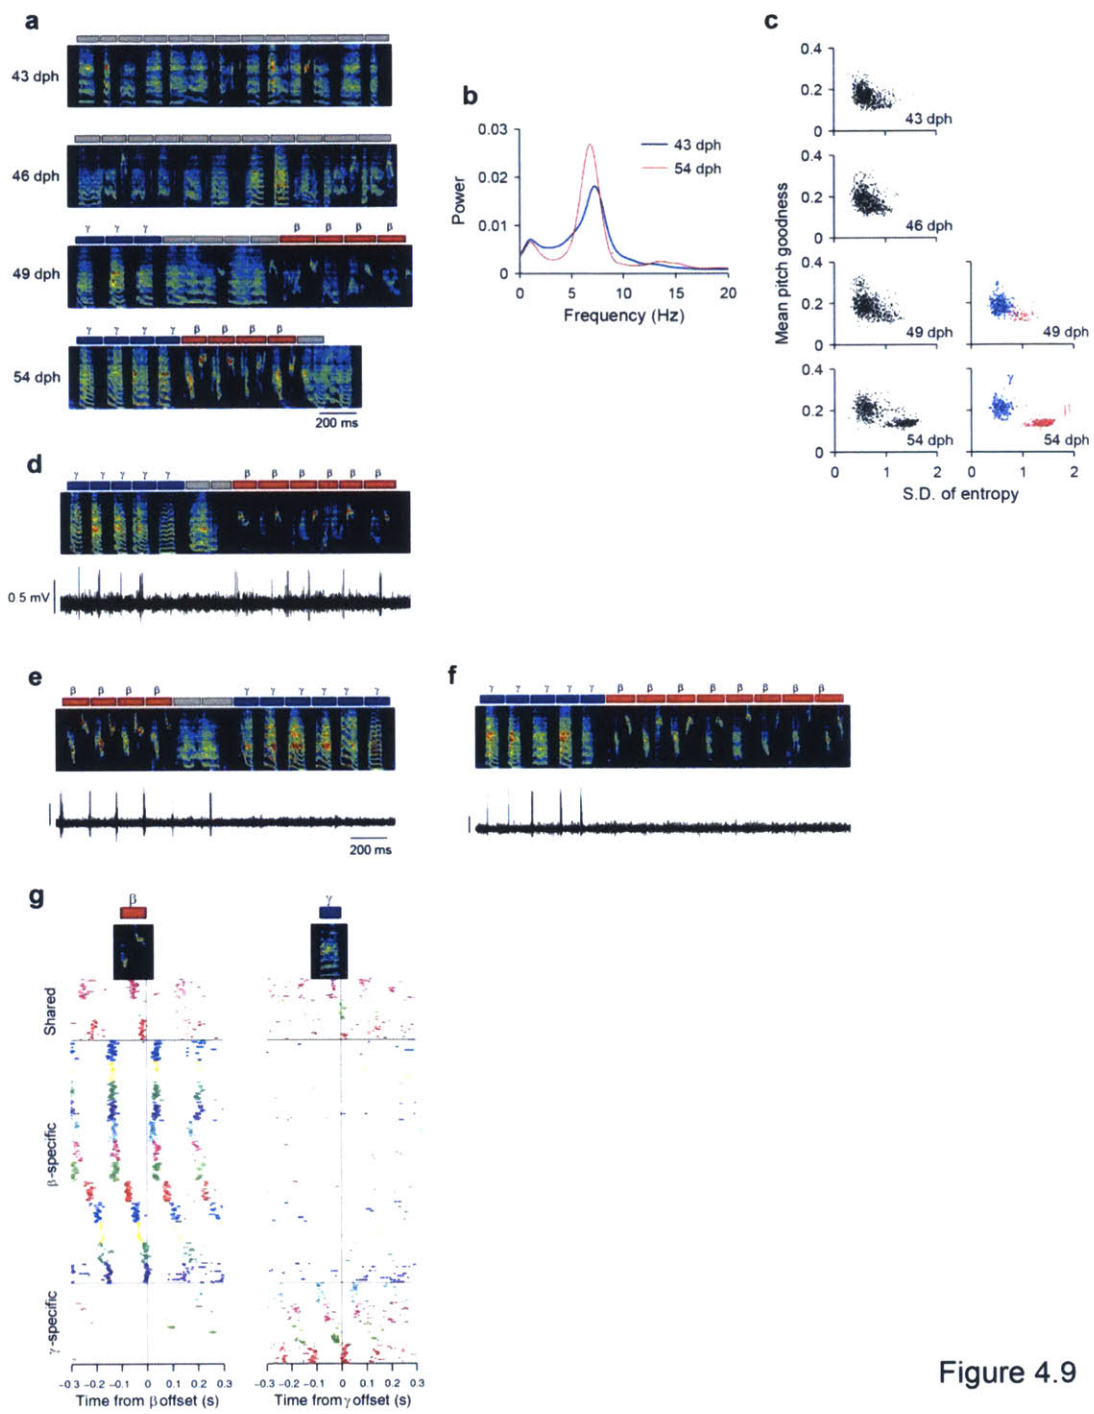 a
43 dph
46 dph
γ γ γ β β β β
49 dph
γ γ γ γ β β β β
54 dph
200 ms
b
0.03
0.02
0.01
0
Power
43 dph
54 dph
0 5 10 15 20
Frequency (Hz)
c
Mean pitch goodness
0.4
0.2
0
43 dph
0.4
0.2
0
46 dph
0.4
0.2
0
49 dph
49 dph
0.4
0.2
0
54 dph
γ
54 dph
0 1 2
0 1 2
S.D. of entropy
d
γ γ γ γ γ β β β β β β
0 5 mV
e
β β β β γ γ γ γ γ γ
200 ms
f
γ γ γ γ γ β β β β β β β β
g
β
γ
Shared
β-specific
γ-specific
−0.3 −0.2 −0.1 0 0.1 0.2 0.3
Time from β offset (s)
−0.3 −0.2 −0.1 0 0.1 0.2 0.3
Time from γ offset (s)
Figure 4.9